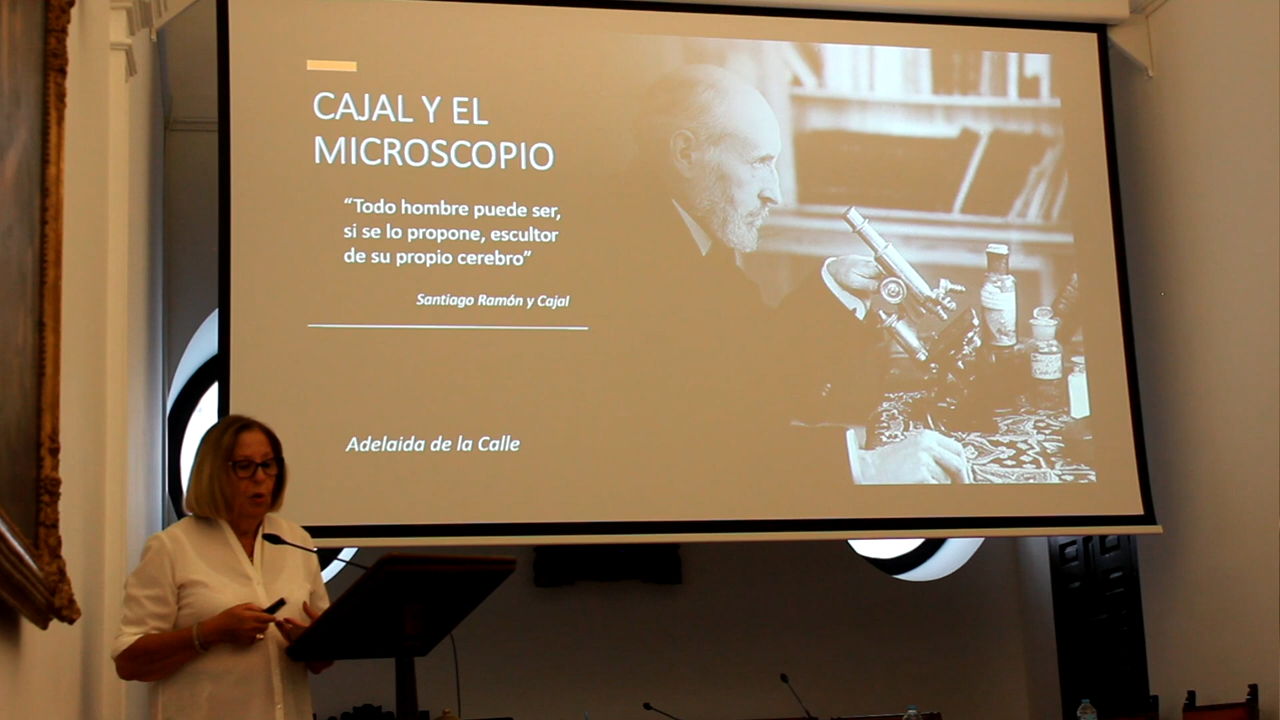 CAJAL Y EL
MICROSCOPIO
“Todo hombre puede ser,
si se lo propone, escultor
de su propio cerebro”
Santiago Ramón y Cajal
Adelaida de la Calle